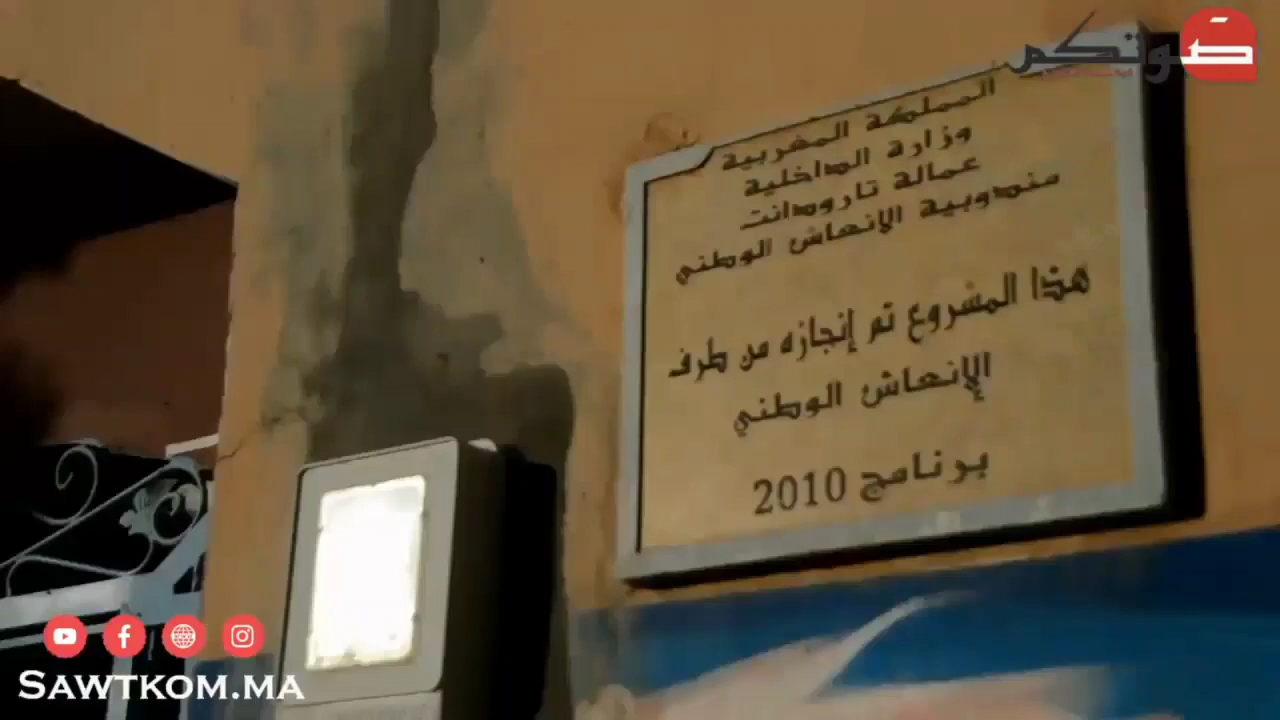 صوتكم
المملكة المغربية
وزارة الداخلية
عمالة تارودانت
مندوبية الإنعاش الوطني
هذا المشروع تم إنجازه من طرف
الإنعاش الوطني
برنامج 2010
SAWTKOM.MA